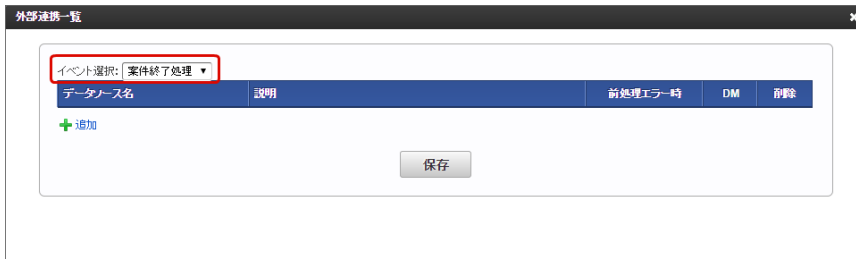 外部連携一覧
イベント選択: 案件終了処理
データソース名 説明 前処理エラー時 DM 削除
追加
保存